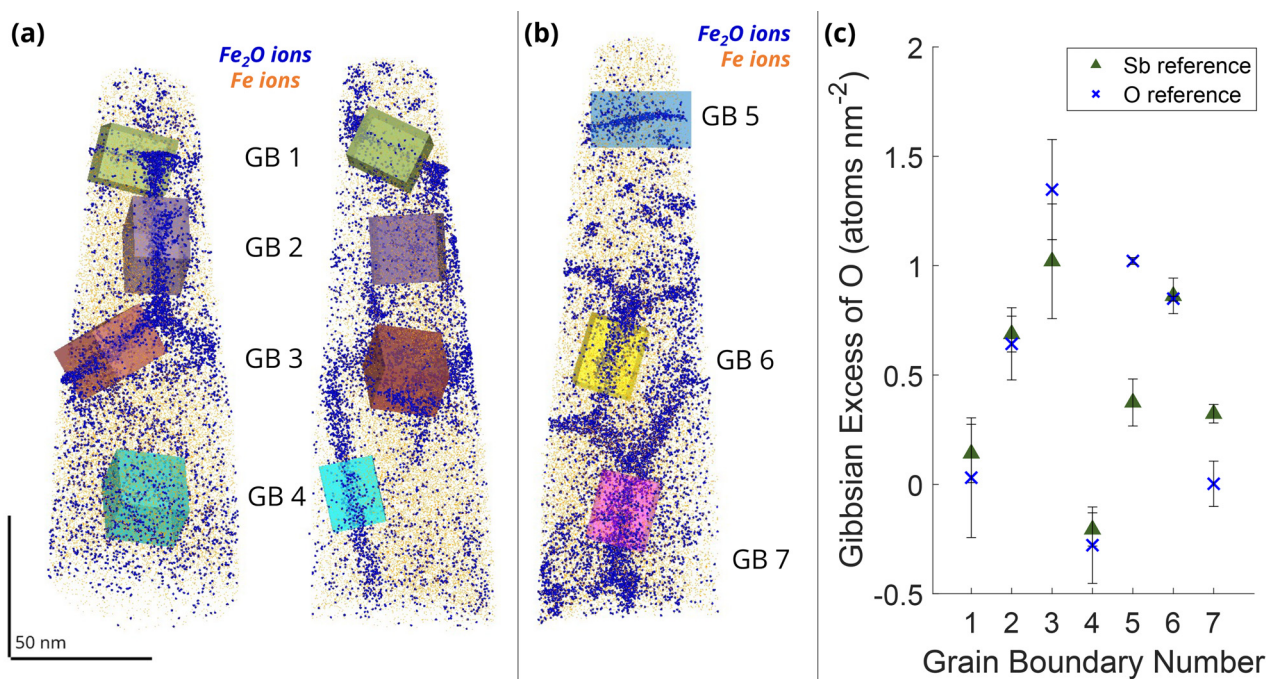 (a)
Fe2O ions
Fe ions
GB 1
GB 2
GB 3
GB 4
50 nm
(b)
Fe2O ions
Fe ions
GB 5
GB 6
GB 7
(c)
Gibbsian Excess of O (atoms nm-2)
2
1.5
1
0.5
0
-0.5
Sb reference
O reference
1 2 3 4 5 6 7
Grain Boundary Number